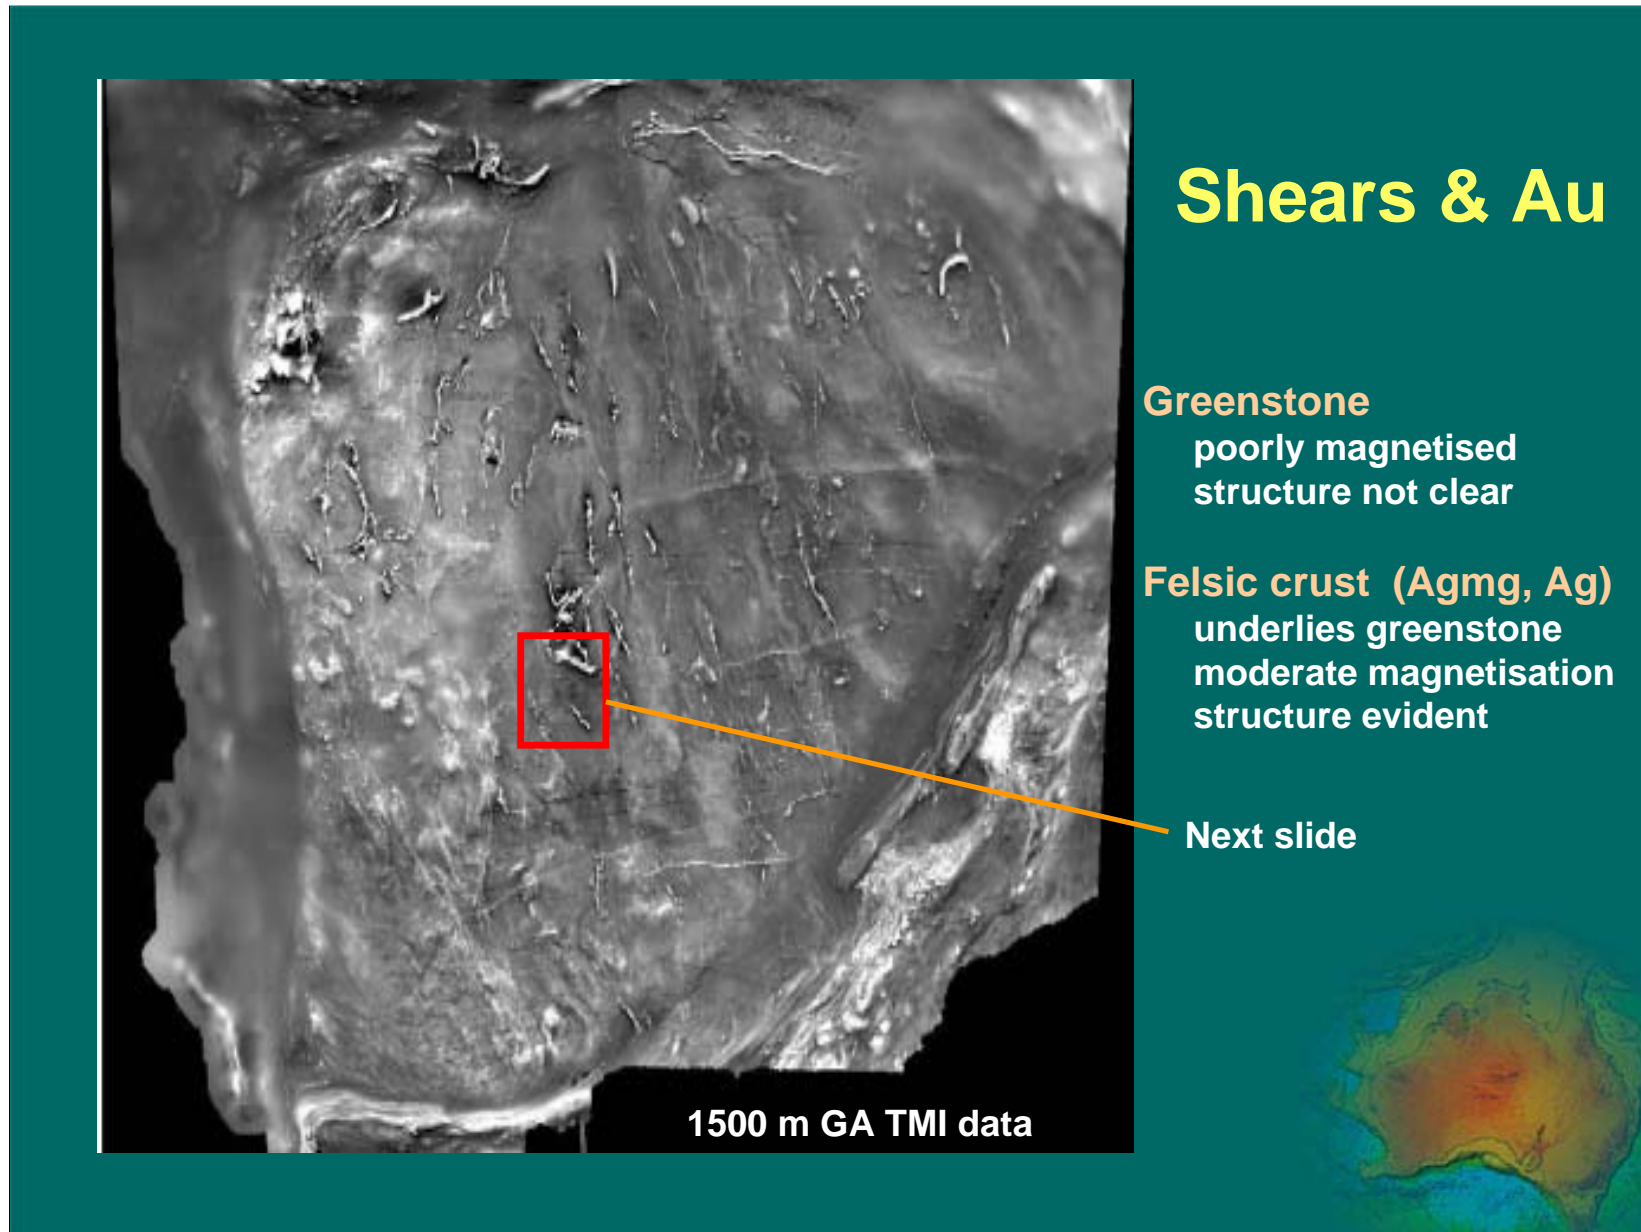 Shears & Au
Greenstone
poorly magnetised
structure not clear
Felsic crust (Agmg, Ag)
underlies greenstone
moderate magnetisation
structure evident
Next slide
1500 m GA TMI data